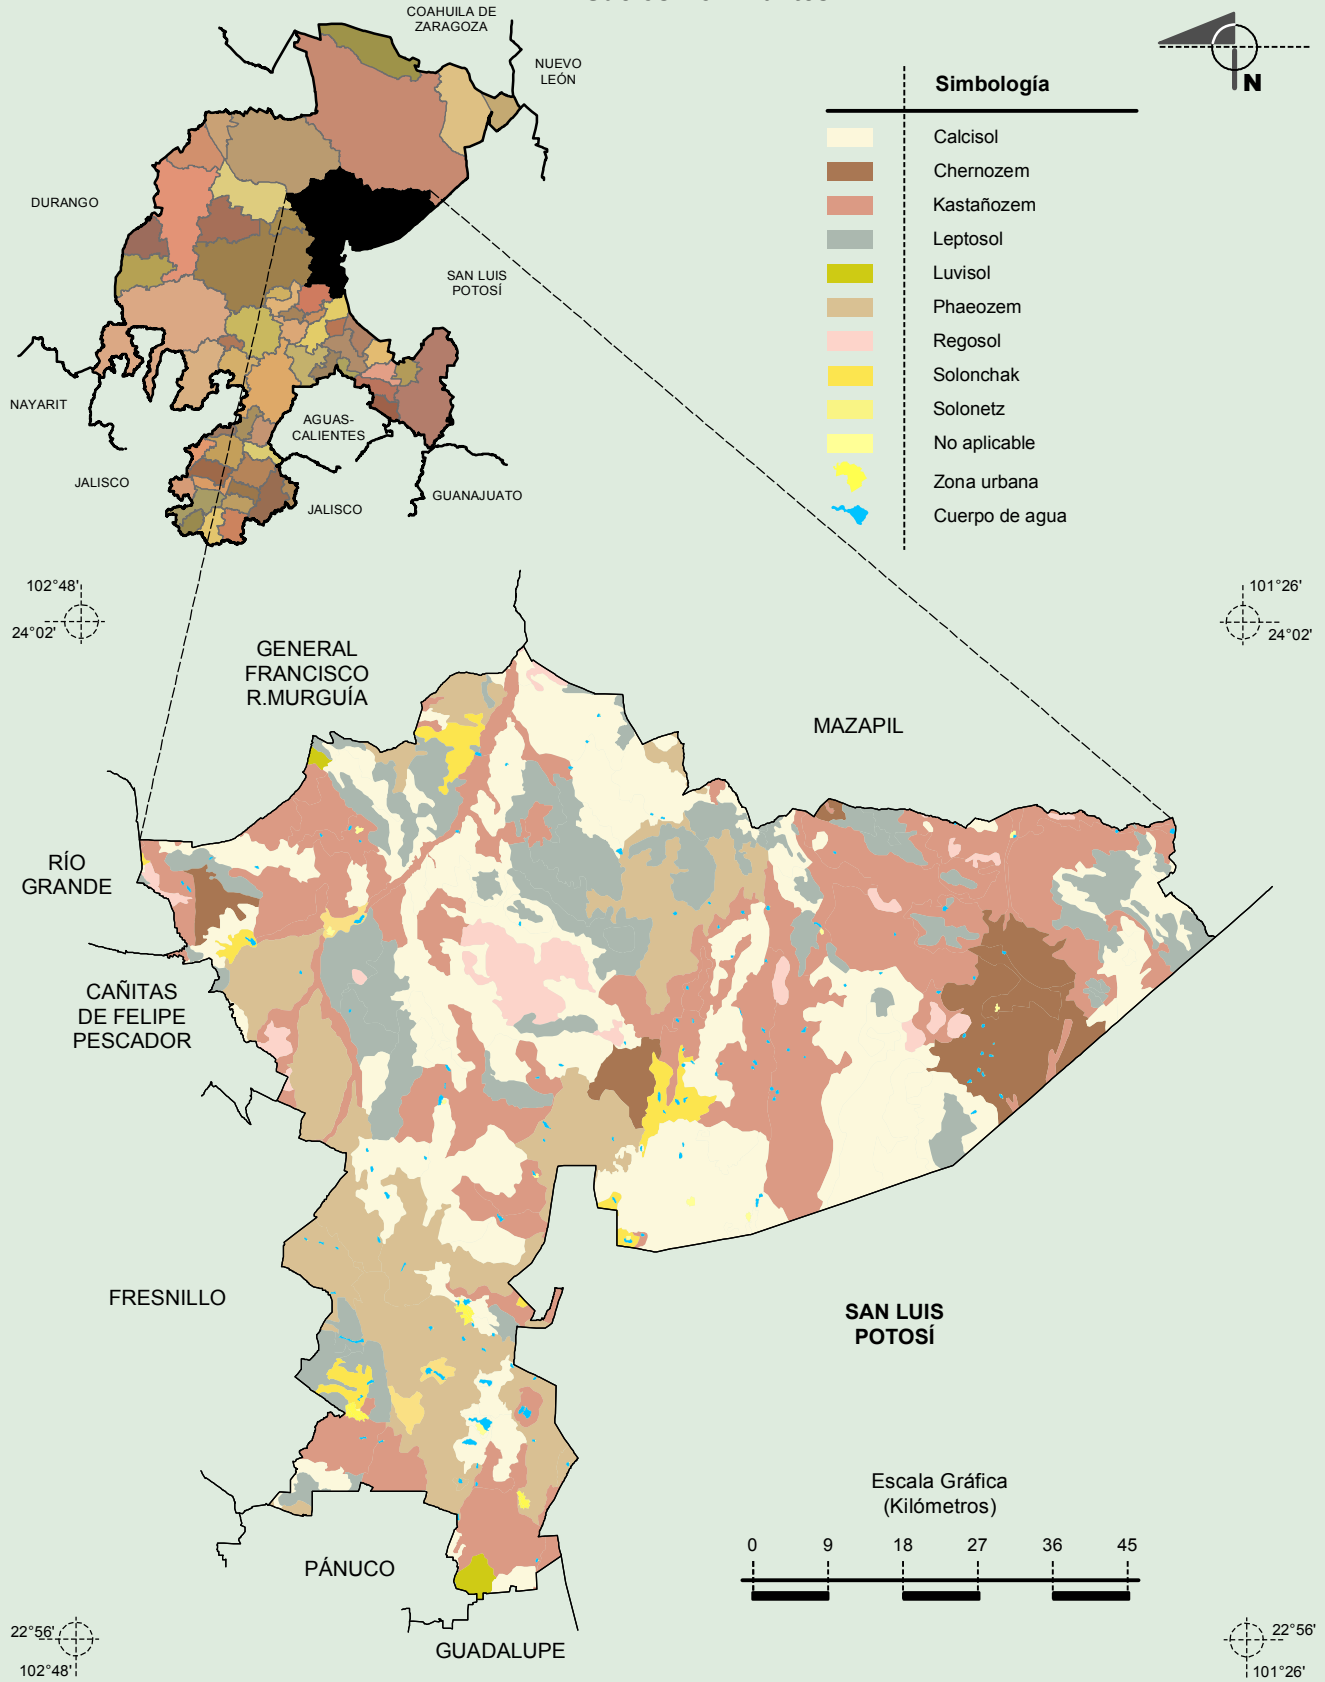 COAHUILA DE
ZARAGOZA
NUEVO
LEÓN
N
DURANGO
SAN LUIS
POTOSÍ
NAYARIT
AGUAS-
CALIENTES
JALISCO
JALISCO
GUANAJUATO
Simbología
Calcisol
Chernozem
Kastañozem
Leptosol
Luvisol
Phaeozem
Regosol
Solonchak
Solonetz
No aplicable
Zona urbana
Cuerpo de agua
102°48'
24°02'
101°26'
24°02'
GENERAL
FRANCISCO
R.MURGUÍA
MAZAPIL
RÍO
GRANDE
CAÑITAS
DE FELIPE
PESCADOR
FRESNILLO
SAN LUIS
POTOSÍ
PÁNUCO
GUADALUPE
Escala Gráfica
(Kilómetros)
0 9 18 27 36 45
22°56'
102°48'
22°56'
101°26'